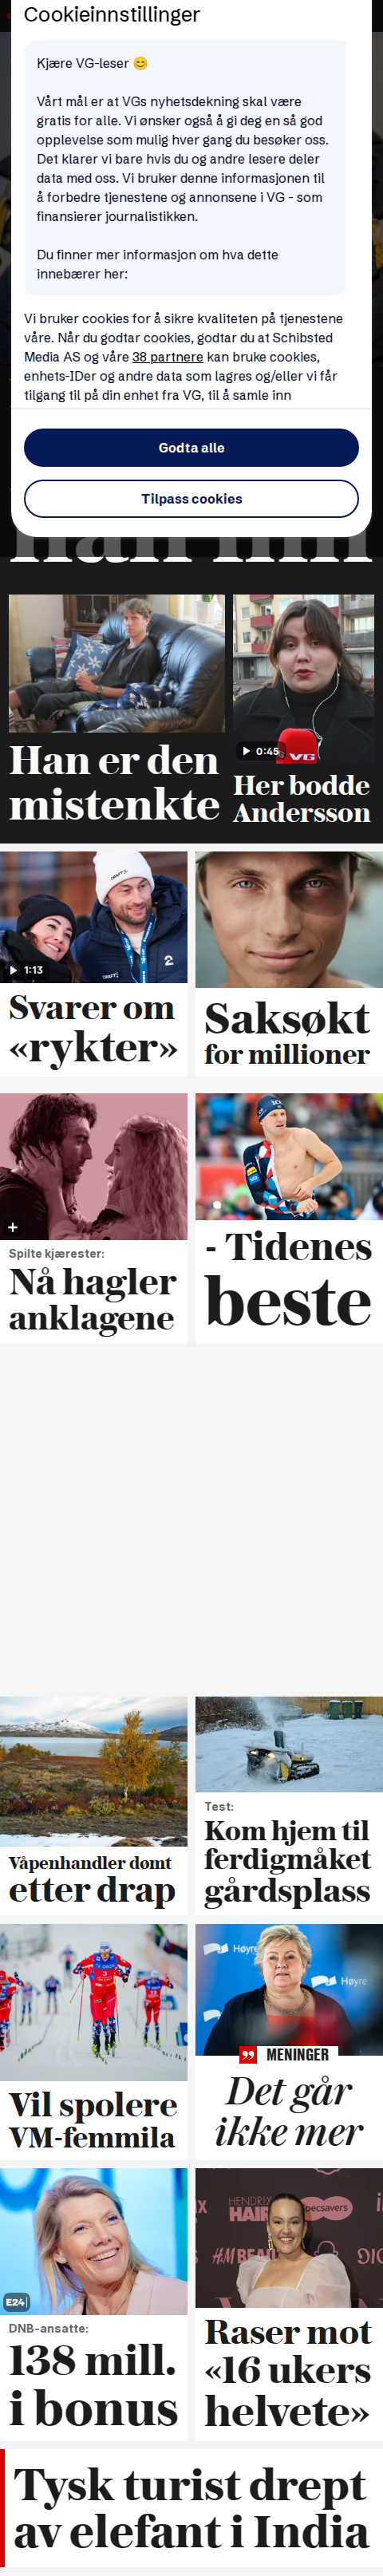 Cookieinnstillinger
Kjære VG-leser 😊
Vårt mål er at VGs nyhetsdekning skal være
gratis for alle. Vi ønsker også å gi deg en så god
opplevelse som mulig hver gang du besøker oss.
Det klarer vi bare hvis du og andre lesere deler
data med oss. Vi bruker denne informasjonen til
å forbedre tjenestene og annonsene i VG - som
finansierer journalistikken.
Du finner mer informasjon om hva dette
innebærer her:
Vi bruker cookies for å sikre kvaliteten på tjenestene
våre. Når du godtar cookies, godtar du at Schibsted
Media AS og våre 38 partnere kan bruke cookies,
enhets-IDer og andre data som lagres og/eller vi får
tilgang til på din enhet fra VG, til å samle inn
Godta alle
Tilpass cookies
0:45
VG
Han er den
mistenkte
Her bodde
Andersson
1:13
2
Svarer om
«rykter»
Saksøkt
for millioner
Spilte kjærester:
Nå hagler
anklagene
- Tidenes
beste
Våpenhandler dømt
etter drap
Test:
Kom hjem til
ferdigmåket
gårdsplass
Vil spolere
VM-femmila
Høyre
Høyre
MENINGER
Det går
ikke mer
E24
DNB-ansatte:
138 mill.
i bonus
HAIR
Specsavers
H&M
Raser mot
«16 ukers
helvete»
Tysk turist drept
av elefant i India